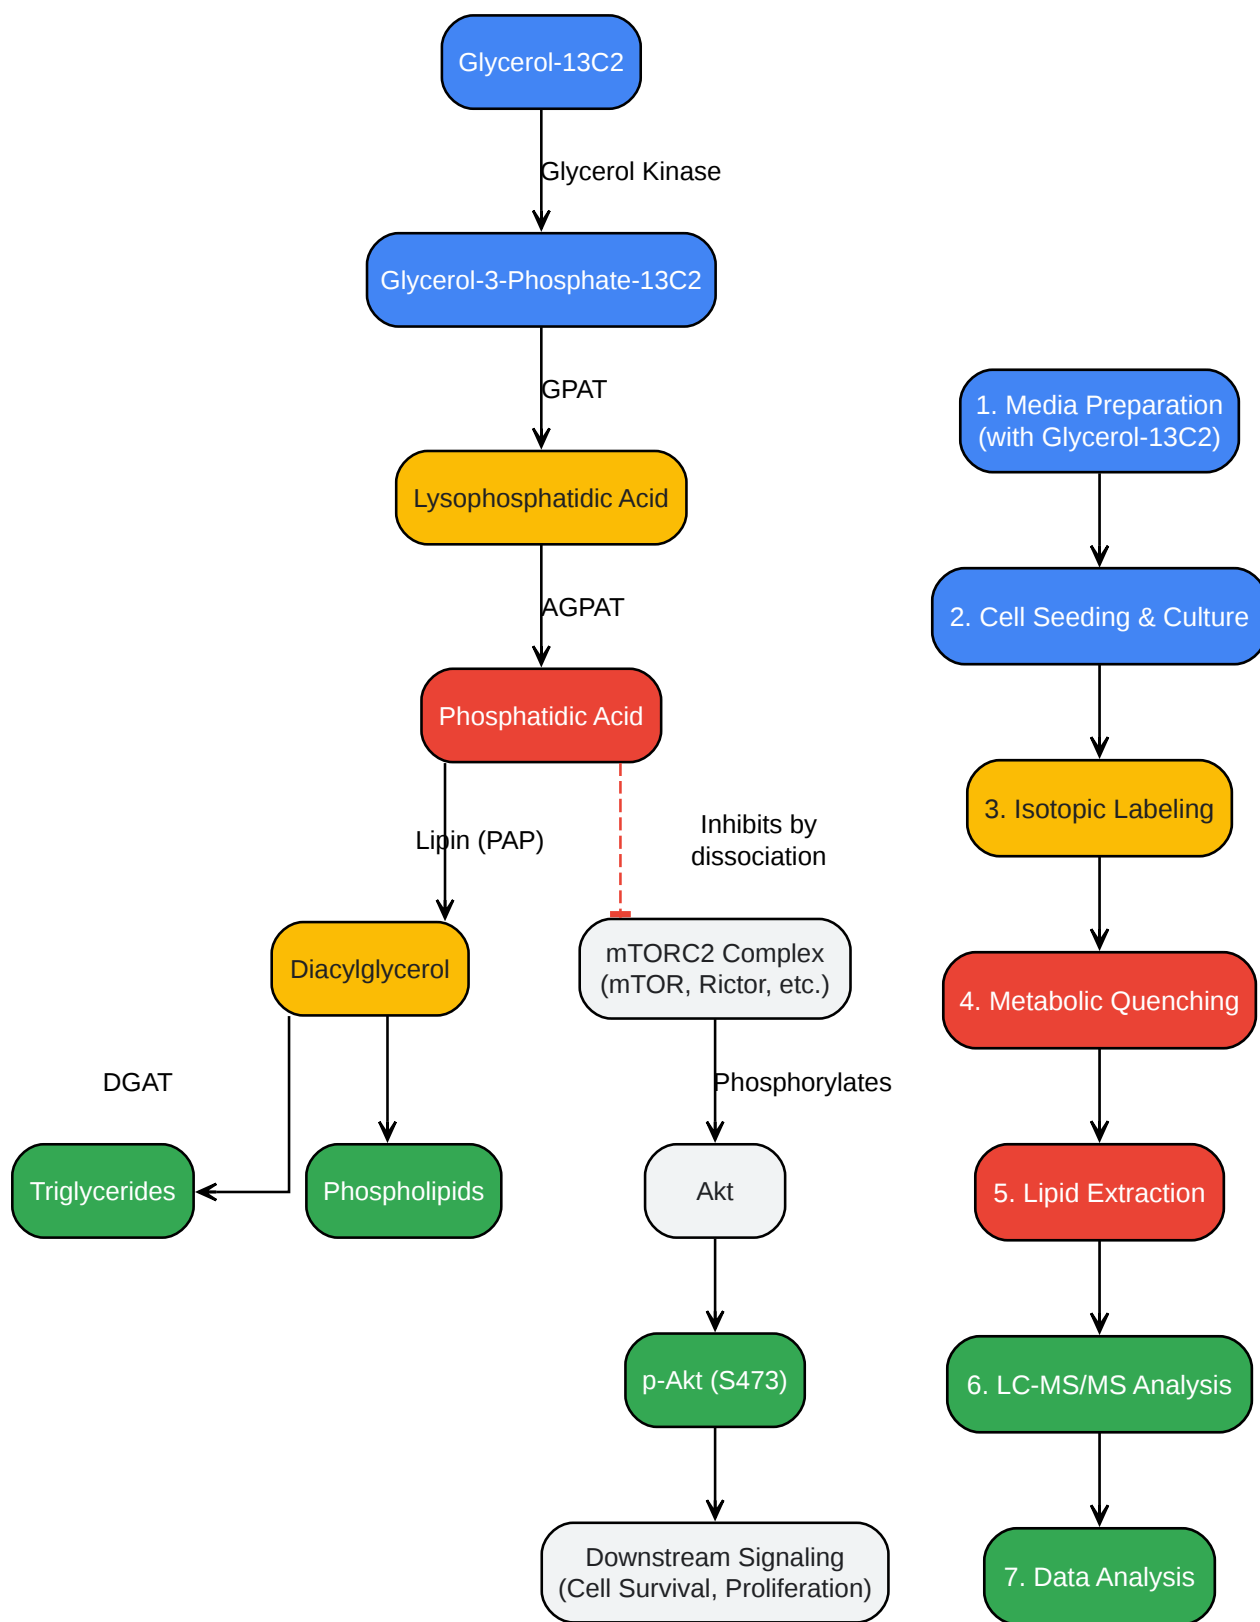 Glycerol-13C2
Glycerol Kinase
Glycerol-3-Phosphate-13C2
GPAT
Lysophosphatidic Acid
AGPAT
Phosphatidic Acid
Lipin (PAP)
Inhibits by
dissociation
Diacylglycerol
mTORC2 Complex
(mTOR, Rictor, etc.)
DGAT
Phosphorylates
Triglycerides
Phospholipids
Akt
p-Akt (S473)
Downstream Signaling
(Cell Survival, Proliferation)
1. Media Preparation
(with Glycerol-13C2)
2. Cell Seeding & Culture
3. Isotopic Labeling
4. Metabolic Quenching
5. Lipid Extraction
6. LC-MS/MS Analysis
7. Data Analysis